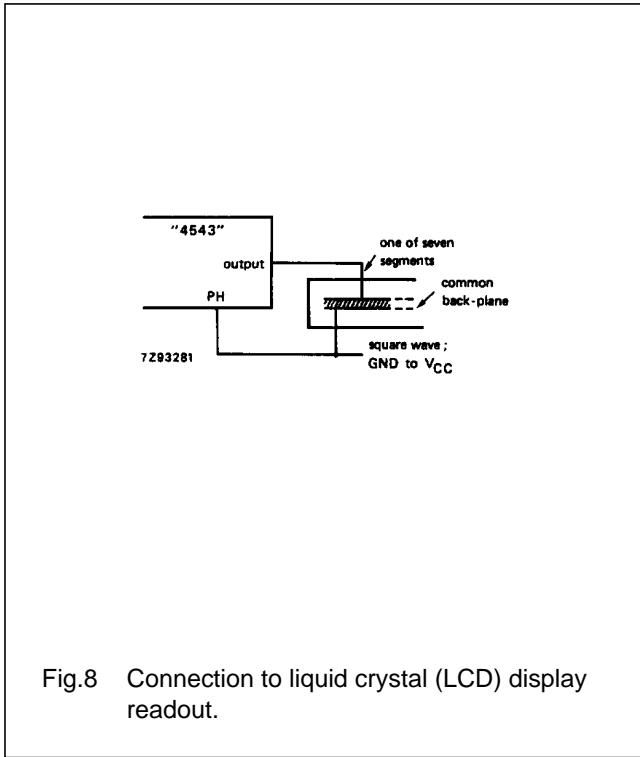 "4543"
output
PH
one of seven
segments
common
back-plane
square wave;
GND to VCC
7Z93281
Fig.8 Connection to liquid crystal (LCD) display
readout.